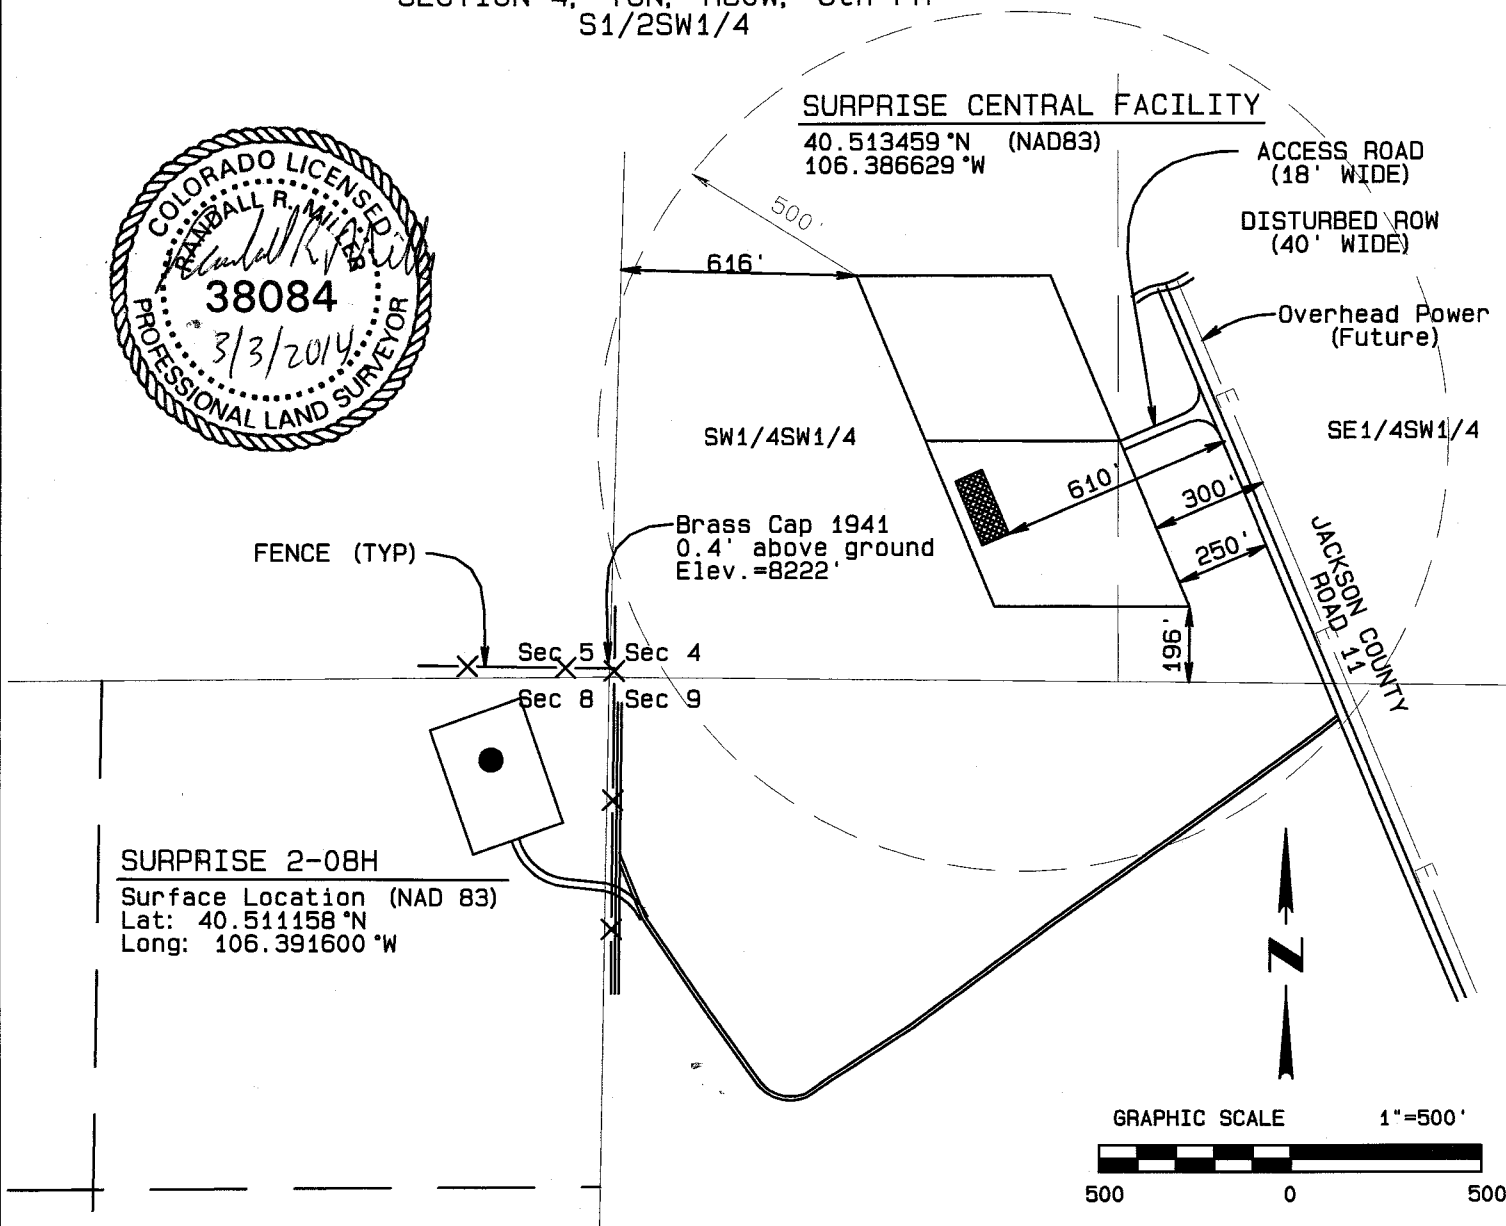 S1/2SW1/4
SURPRISE CENTRAL FACILITY
40.513459°N (NAD83)
106.386629°W
ACCESS ROAD
(18' WIDE)
DISTURBED ROW
(40' WIDE)
Overhead Power
(Future)
COLORADO LICENSED
RANDALL R. MILLER
38084
3/3/2014
PROFESSIONAL LAND SURVEYOR
500'
616'
SW1/4SW1/4
SE1/4SW1/4
610'
300'
250'
196'
JACKSON COUNTY
ROAD 11
E
E
E
FENCE (TYP)
Brass Cap 1941
0.4' above ground
Elev.=8222'
Sec 5 Sec 4
Sec 8 Sec 9
SURPRISE 2-08H
Surface Location (NAD 83)
Lat: 40.511158°N
Long: 106.391600°W
N
GRAPHIC SCALE 1"=500'
500 0 500